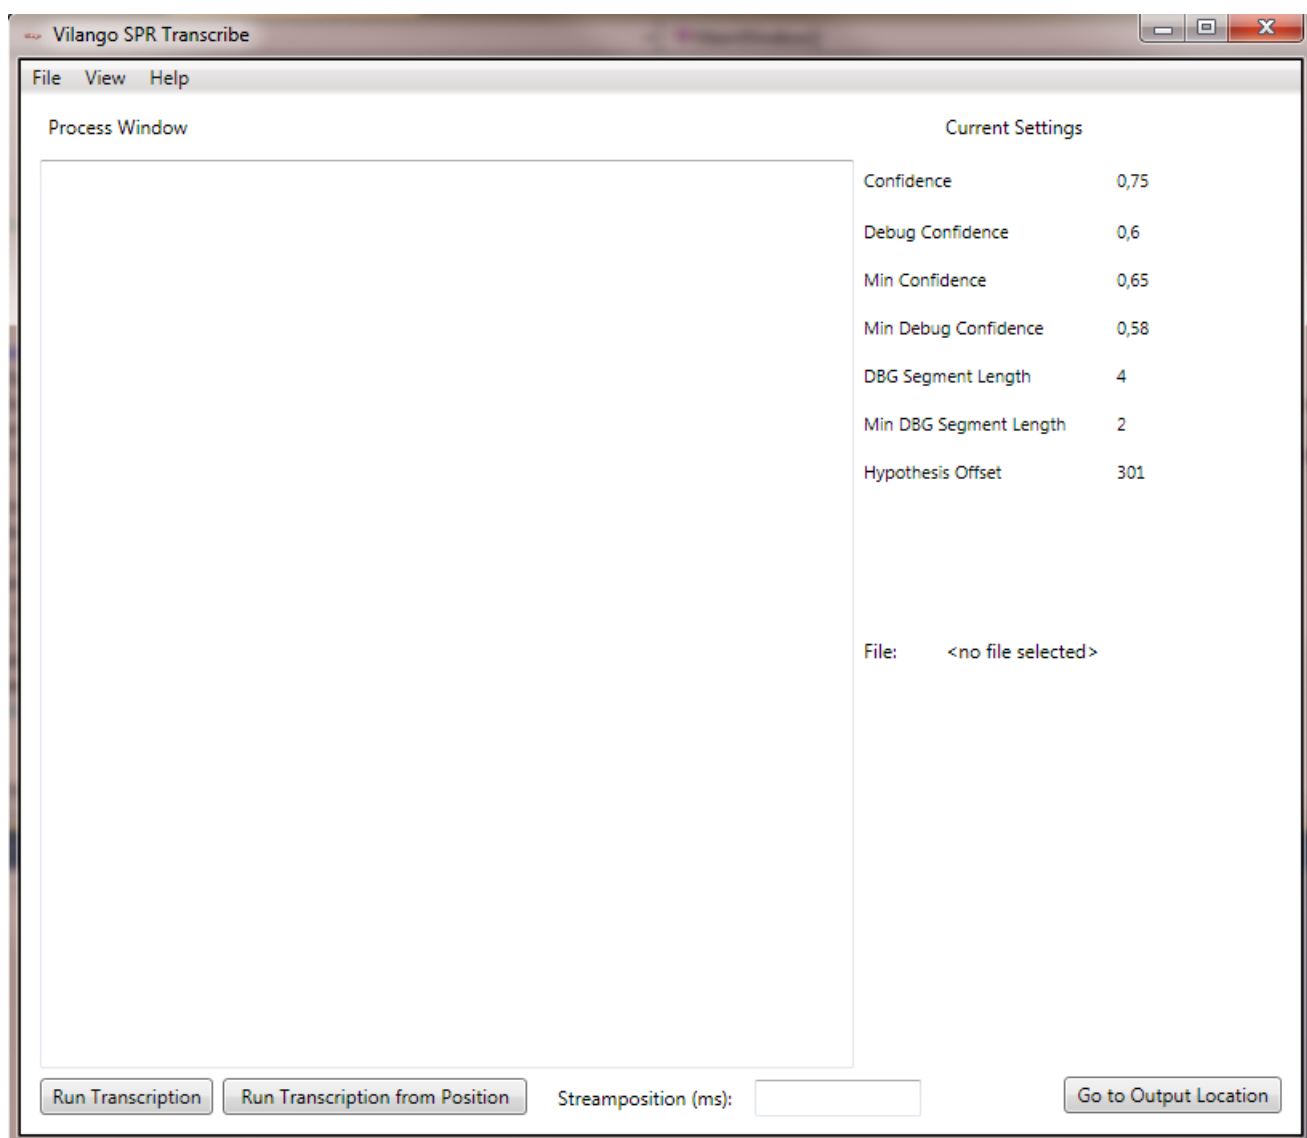 Vilango SPR Transcribe
File View Help
Process Window
Current Settings
Confidence 0,75
Debug Confidence 0,6
Min Confidence 0,65
Min Debug Confidence 0,58
DBG Segment Length 4
Min DBG Segment Length 2
Hypothesis Offset 301
File: <no file selected>
Run Transcription Run Transcription from Position Streamposition (ms): Go to Output Location